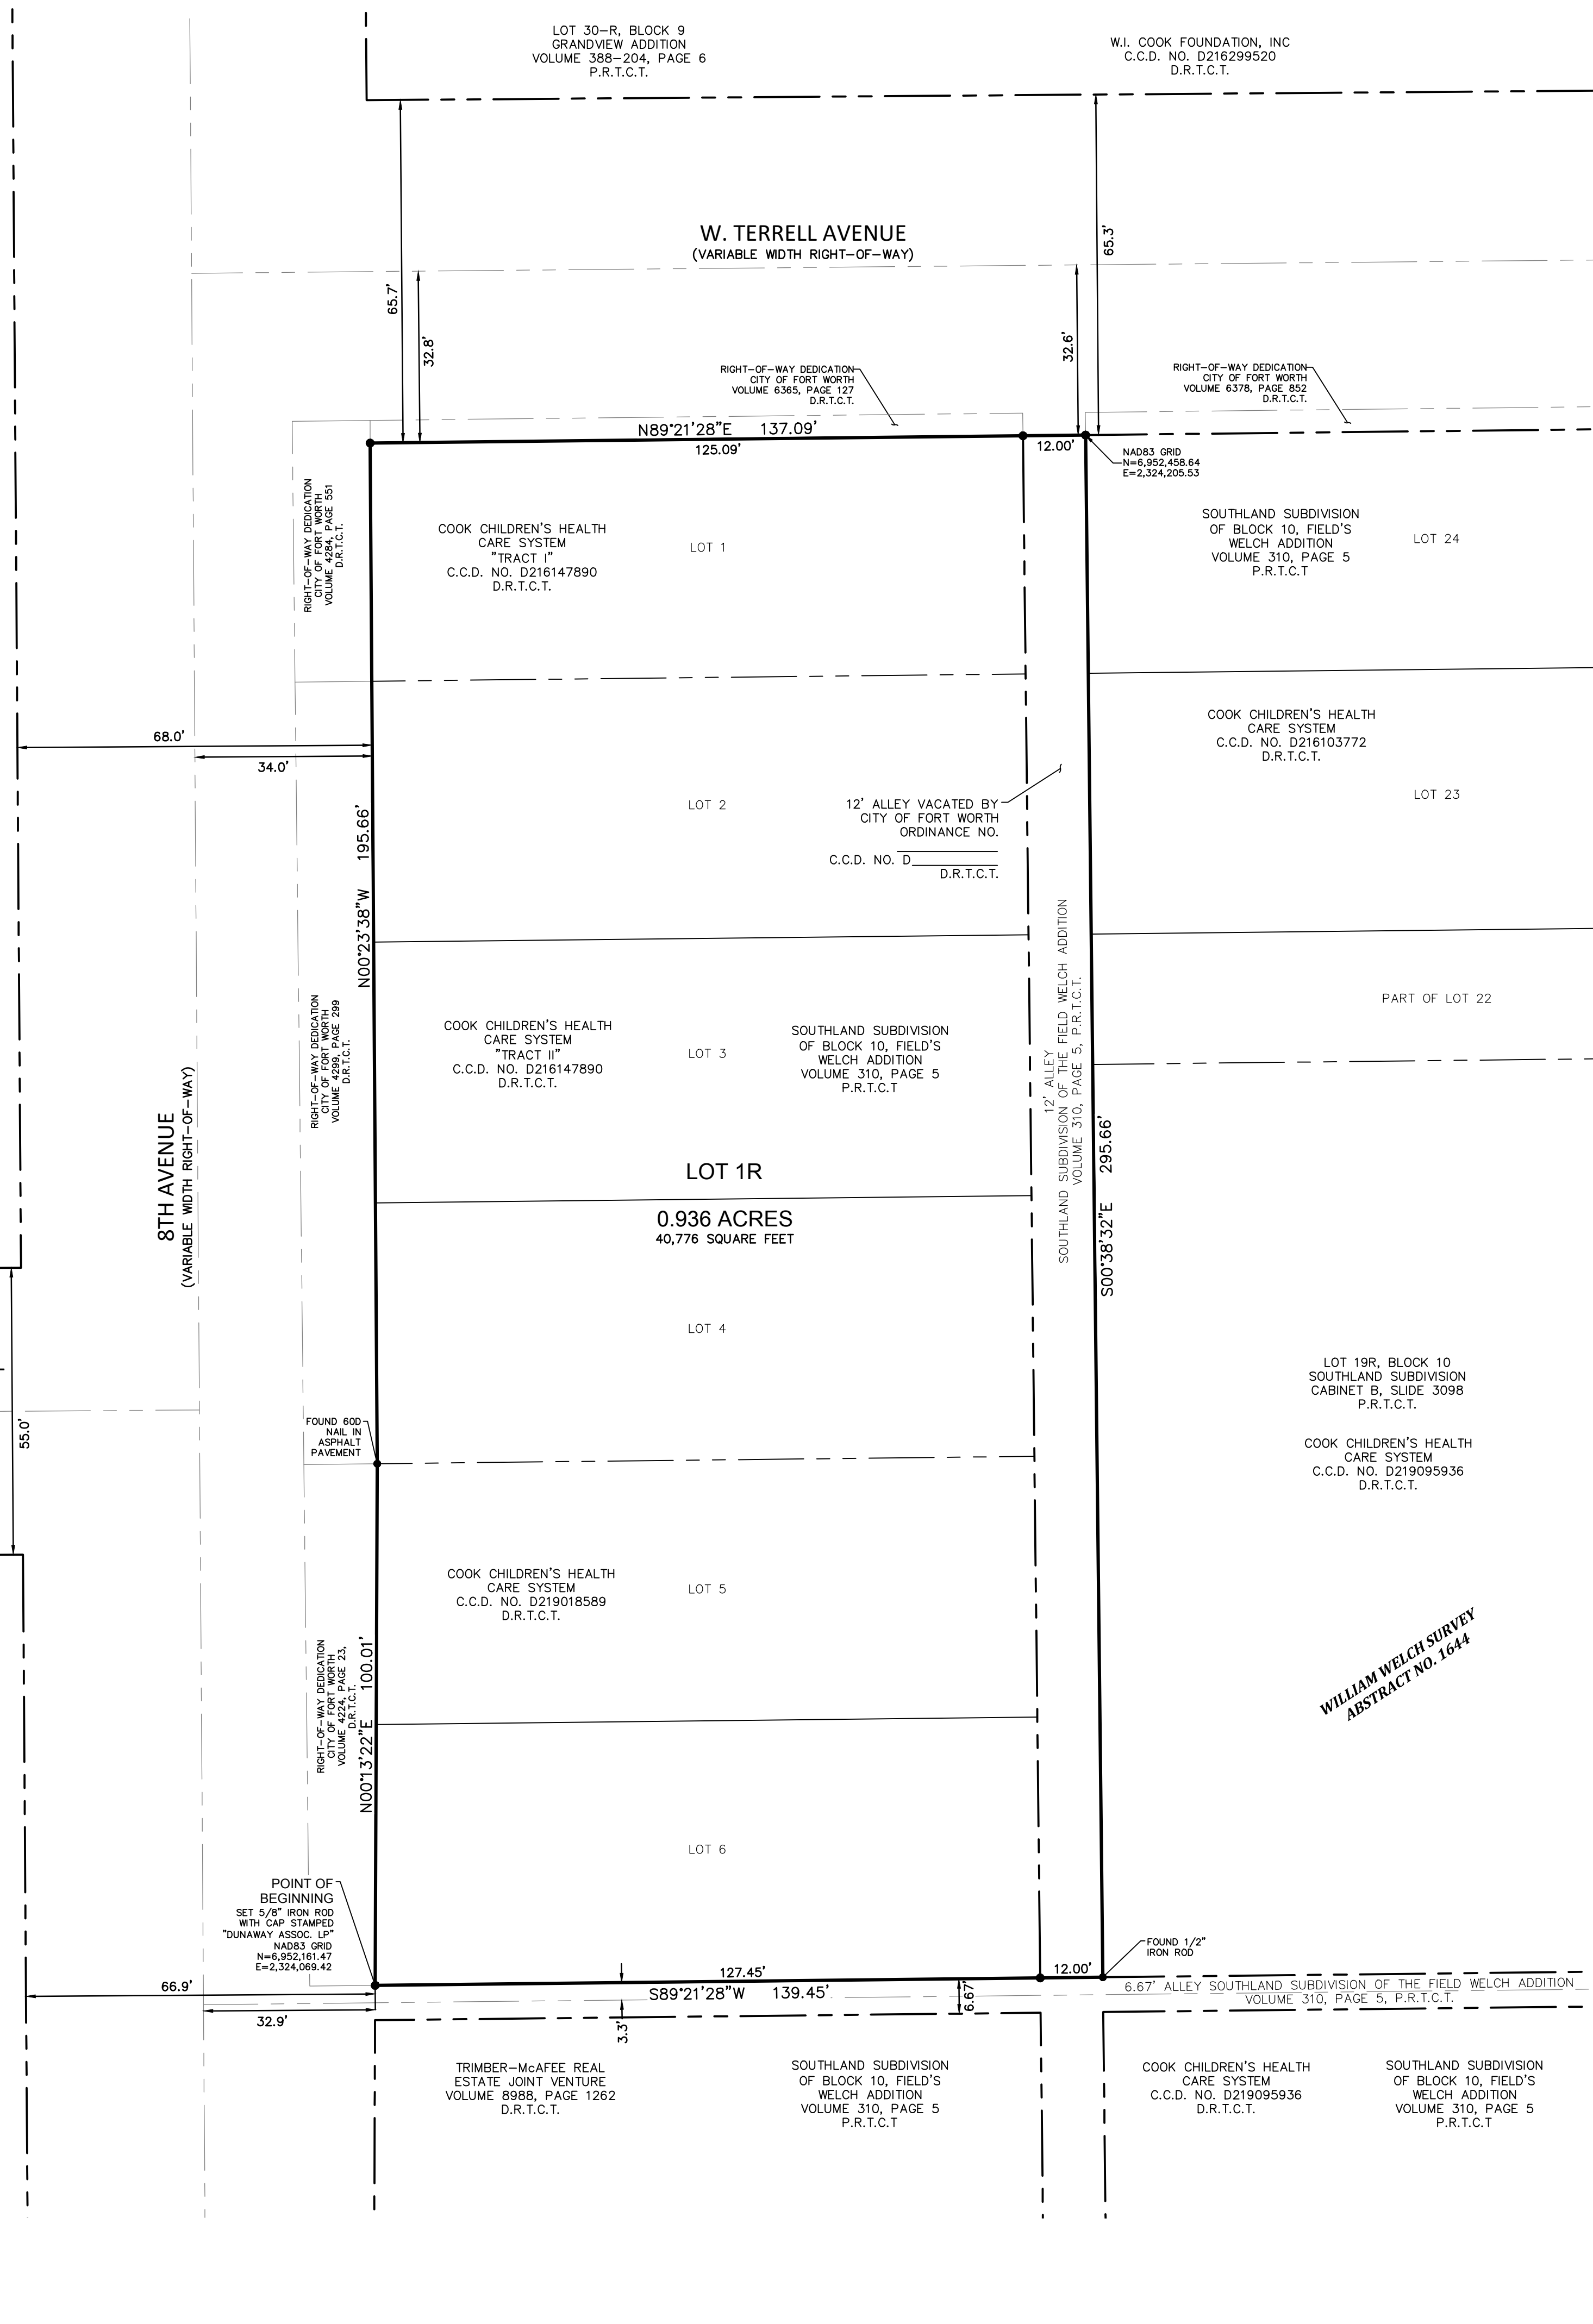 LOT 30-R, BLOCK 9
GRANDVIEW ADDITION
VOLUME 388-204, PAGE 6
P.R.T.C.T.
W.I. COOK FOUNDATION, INC
C.C.D. NO. D216299520
D.R.T.C.T.
W. TERRELL AVENUE
(VARIABLE WIDTH RIGHT-OF-WAY)
65.7'
32.8'
65.3'
32.6'
RIGHT-OF-WAY DEDICATION
CITY OF FORT WORTH
VOLUME 6365, PAGE 127
D.R.T.C.T.
RIGHT-OF-WAY DEDICATION
CITY OF FORT WORTH
VOLUME 6378, PAGE 852
D.R.T.C.T.
N89°21'28"E 137.09'
125.09'
12.00'
NAD83 GRID
N=6,952,458.64
E=2,324,205.53
RIGHT-OF-WAY DEDICATION
CITY OF FORT WORTH
VOLUME 4284, PAGE 551
D.R.T.C.T.
COOK CHILDREN'S HEALTH
CARE SYSTEM
"TRACT I"
C.C.D. NO. D216147890
D.R.T.C.T.
LOT 1
SOUTHLAND SUBDIVISION
OF BLOCK 10, FIELD'S
WELCH ADDITION
VOLUME 310, PAGE 5
P.R.T.C.T
LOT 24
68.0'
34.0'
COOK CHILDREN'S HEALTH
CARE SYSTEM
C.C.D. NO. D216103772
D.R.T.C.T.
LOT 23
LOT 2
12' ALLEY VACATED BY
CITY OF FORT WORTH
ORDINANCE NO.
C.C.D. NO. D
D.R.T.C.T.
N00°23'38"W 195.66'
RIGHT-OF-WAY DEDICATION
CITY OF FORT WORTH
VOLUME 4299, PAGE 299
D.R.T.C.T.
COOK CHILDREN'S HEALTH
CARE SYSTEM
"TRACT II"
C.C.D. NO. D216147890
D.R.T.C.T.
LOT 3
SOUTHLAND SUBDIVISION
OF BLOCK 10, FIELD'S
WELCH ADDITION
VOLUME 310, PAGE 5
P.R.T.C.T
12' ALLEY
SOUTHLAND SUBDIVISION OF THE FIELD WELCH ADDITION
VOLUME 310, PAGE 5, P.R.T.C.T.
PART OF LOT 22
8TH AVENUE
(VARIABLE WIDTH RIGHT-OF-WAY)
LOT 1R
0.936 ACRES
40,776 SQUARE FEET
S00°38'32"E 295.66'
LOT 4
LOT 19R, BLOCK 10
SOUTHLAND SUBDIVISION
CABINET B, SLIDE 3098
P.R.T.C.T.
COOK CHILDREN'S HEALTH
CARE SYSTEM
C.C.D. NO. D219095936
D.R.T.C.T.
55.0'
FOUND 60D
NAIL IN
ASPHALT
PAVEMENT
COOK CHILDREN'S HEALTH
CARE SYSTEM
C.C.D. NO. D219018589
D.R.T.C.T.
LOT 5
WILLIAM WELCH SURVEY
ABSTRACT NO. 1644
RIGHT-OF-WAY DEDICATION
CITY OF FORT WORTH
VOLUME 4224, PAGE 23,
D.R.T.C.T.
N00°13'22"E 100.01'
LOT 6
POINT OF
BEGINNING
SET 5/8" IRON ROD
WITH CAP STAMPED
"DUNAWAY ASSOC. LP"
NAD83 GRID
N=6,952,161.47
E=2,324,069.42
FOUND 1/2"
IRON ROD
66.9'
32.9'
127.45'
12.00'
S89°21'28"W 139.45'
3.3'
6.67'
6.67' ALLEY SOUTHLAND SUBDIVISION OF THE FIELD WELCH ADDITION
VOLUME 310, PAGE 5, P.R.T.C.T.
TRIMBER-McAFEE REAL
ESTATE JOINT VENTURE
VOLUME 8988, PAGE 1262
D.R.T.C.T.
SOUTHLAND SUBDIVISION
OF BLOCK 10, FIELD'S
WELCH ADDITION
VOLUME 310, PAGE 5
P.R.T.C.T
COOK CHILDREN'S HEALTH
CARE SYSTEM
C.C.D. NO. D219095936
D.R.T.C.T.
SOUTHLAND SUBDIVISION
OF BLOCK 10, FIELD'S
WELCH ADDITION
VOLUME 310, PAGE 5
P.R.T.C.T